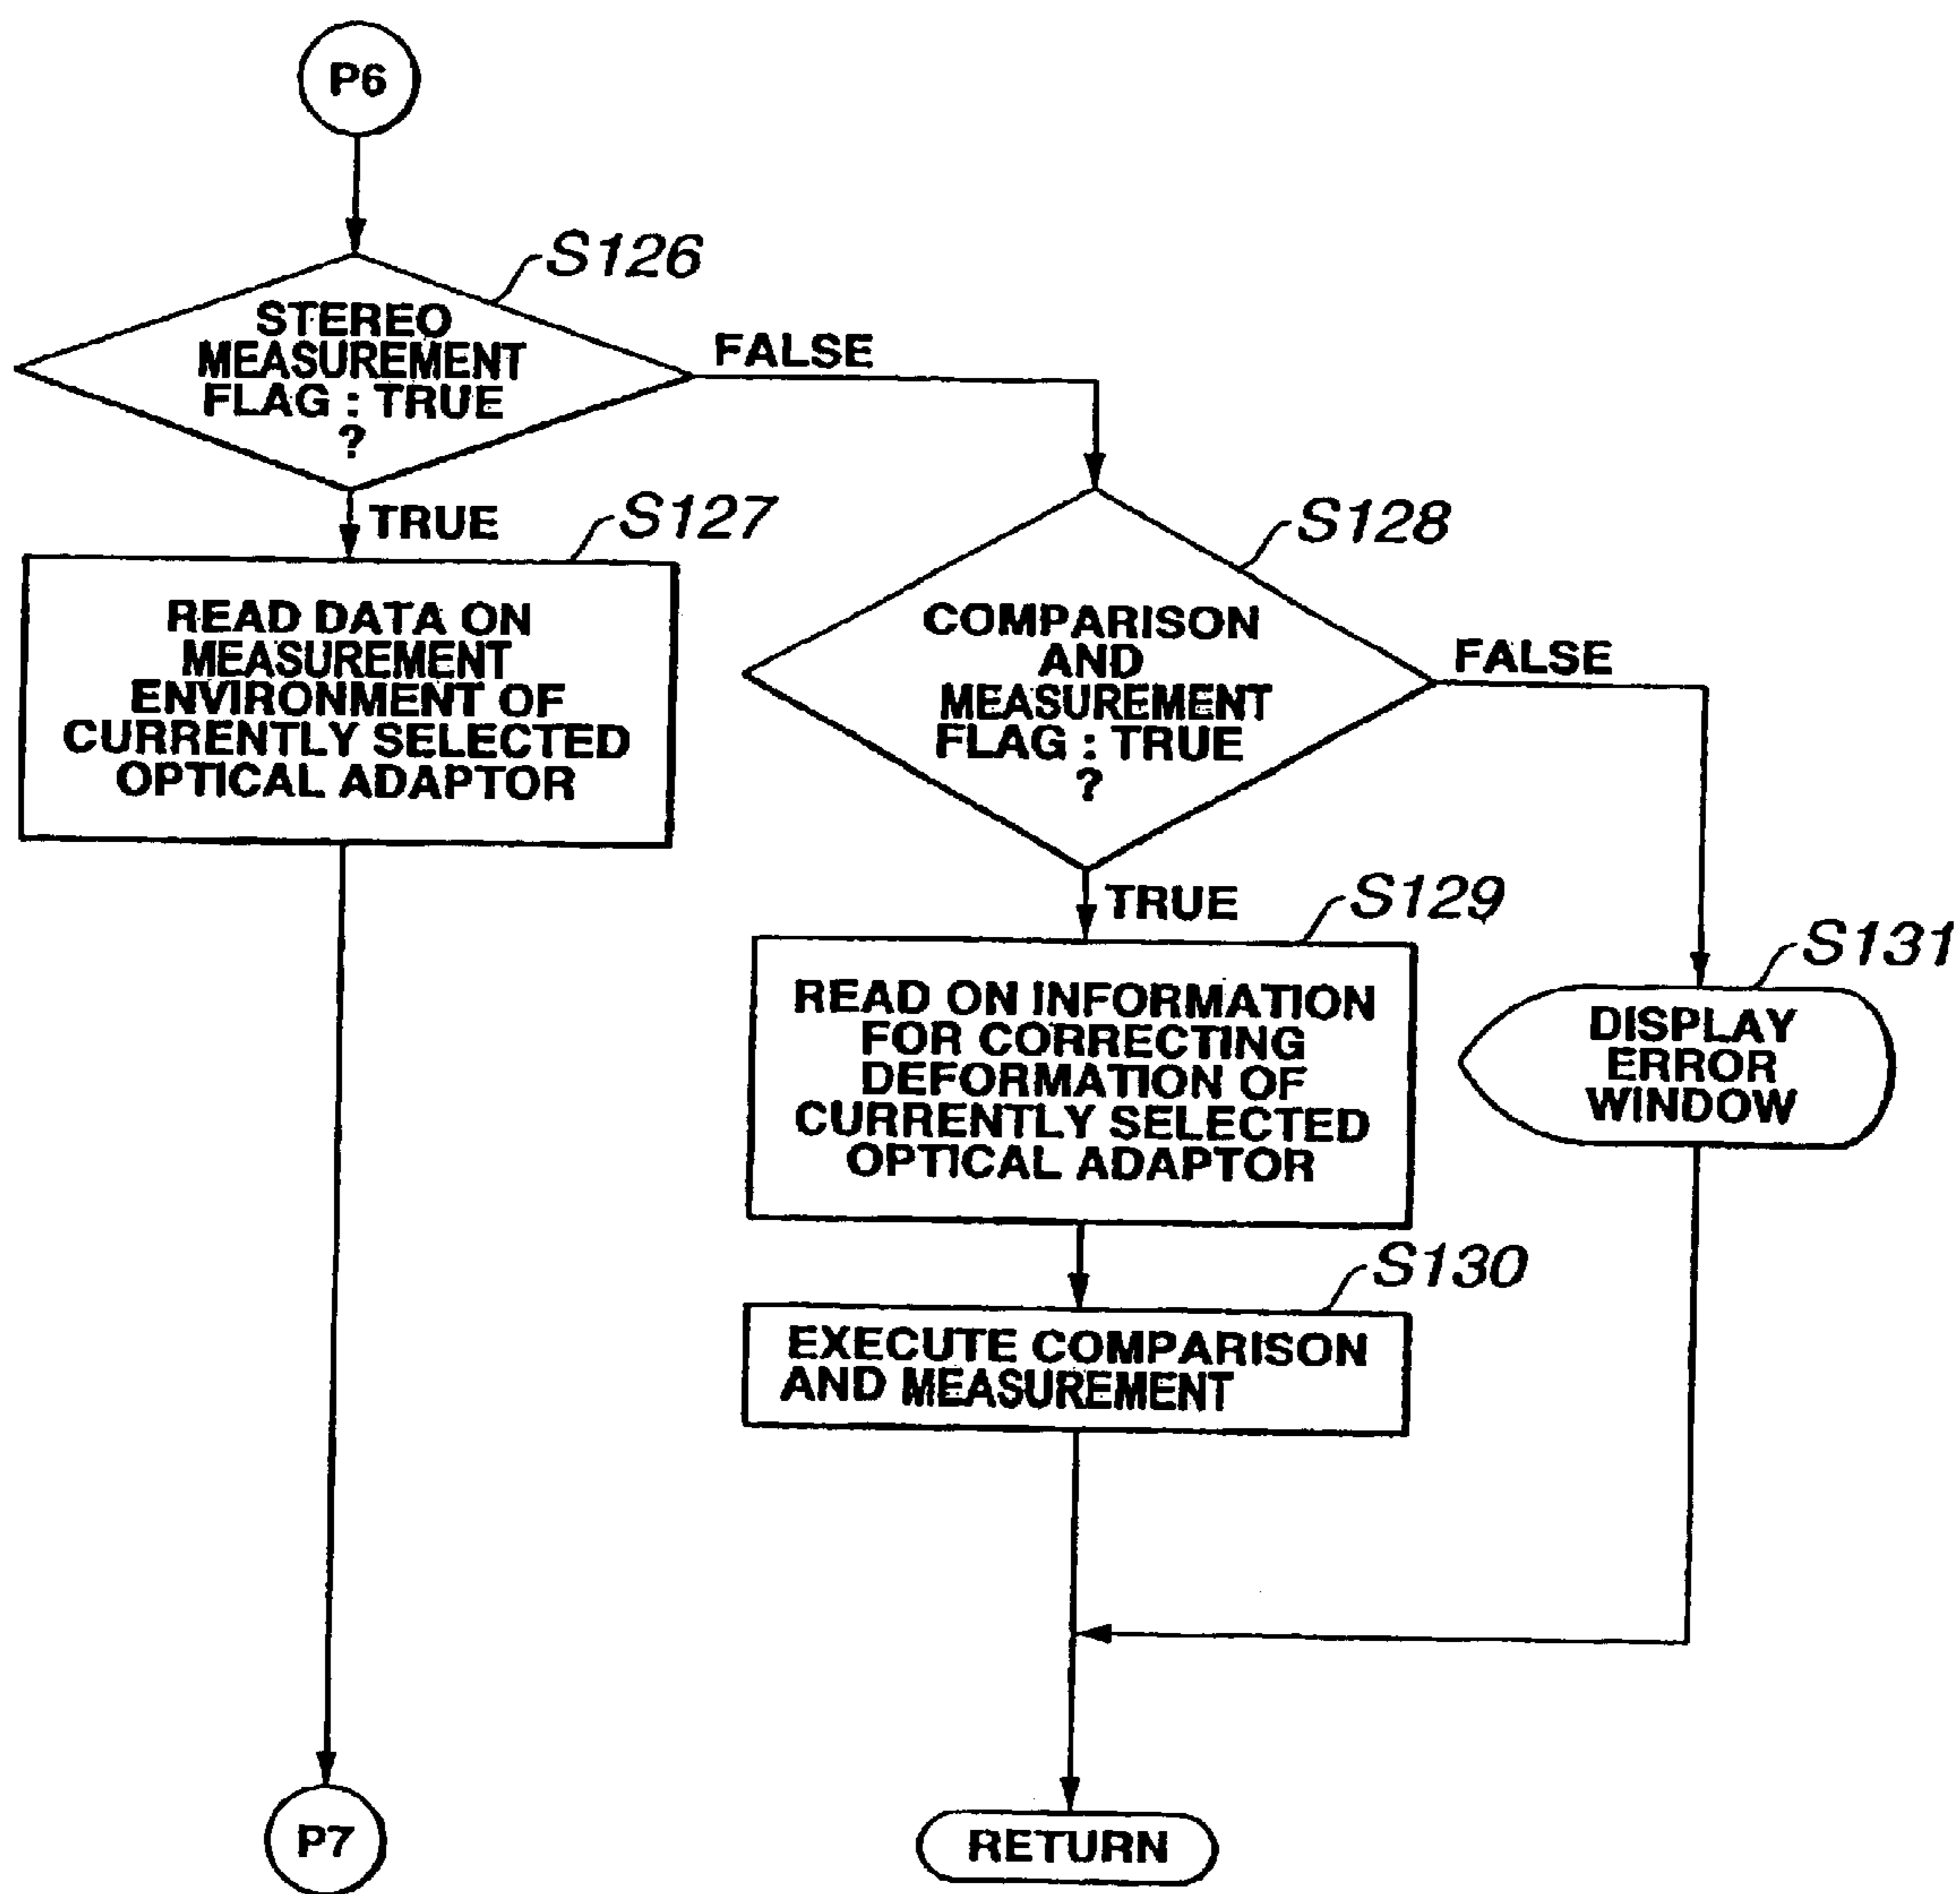 P6
S126
STEREO
MEASUREMENT
FLAG : TRUE
?
FALSE
TRUE
S127
READ DATA ON
MEASUREMENT
ENVIRONMENT OF
CURRENTLY SELECTED
OPTICAL ADAPTOR
S128
COMPARISON
AND
MEASUREMENT
FLAG : TRUE
?
FALSE
TRUE
S129
READ ON INFORMATION
FOR CORRECTING
DEFORMATION OF
CURRENTLY SELECTED
OPTICAL ADAPTOR
S131
DISPLAY
ERROR
WINDOW
S130
EXECUTE COMPARISON
AND MEASUREMENT
P7
RETURN